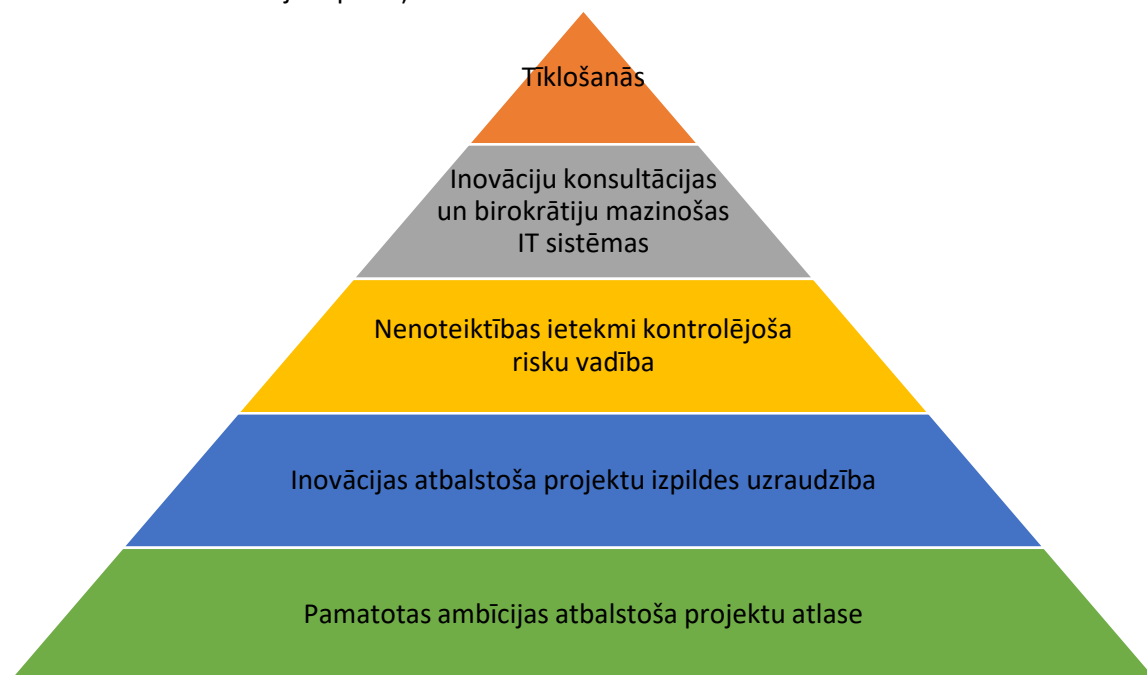 Tīklošanās
Inovāciju konsultācijas
un birokrātiju mazinošas
IT sistēmas
Nenoteiktības ietekmi kontrolējoša
risku vadība
Inovācijas atbalstoša projektu izpildes uzraudzība
Pamatotas ambīcijas atbalstoša projektu atlase